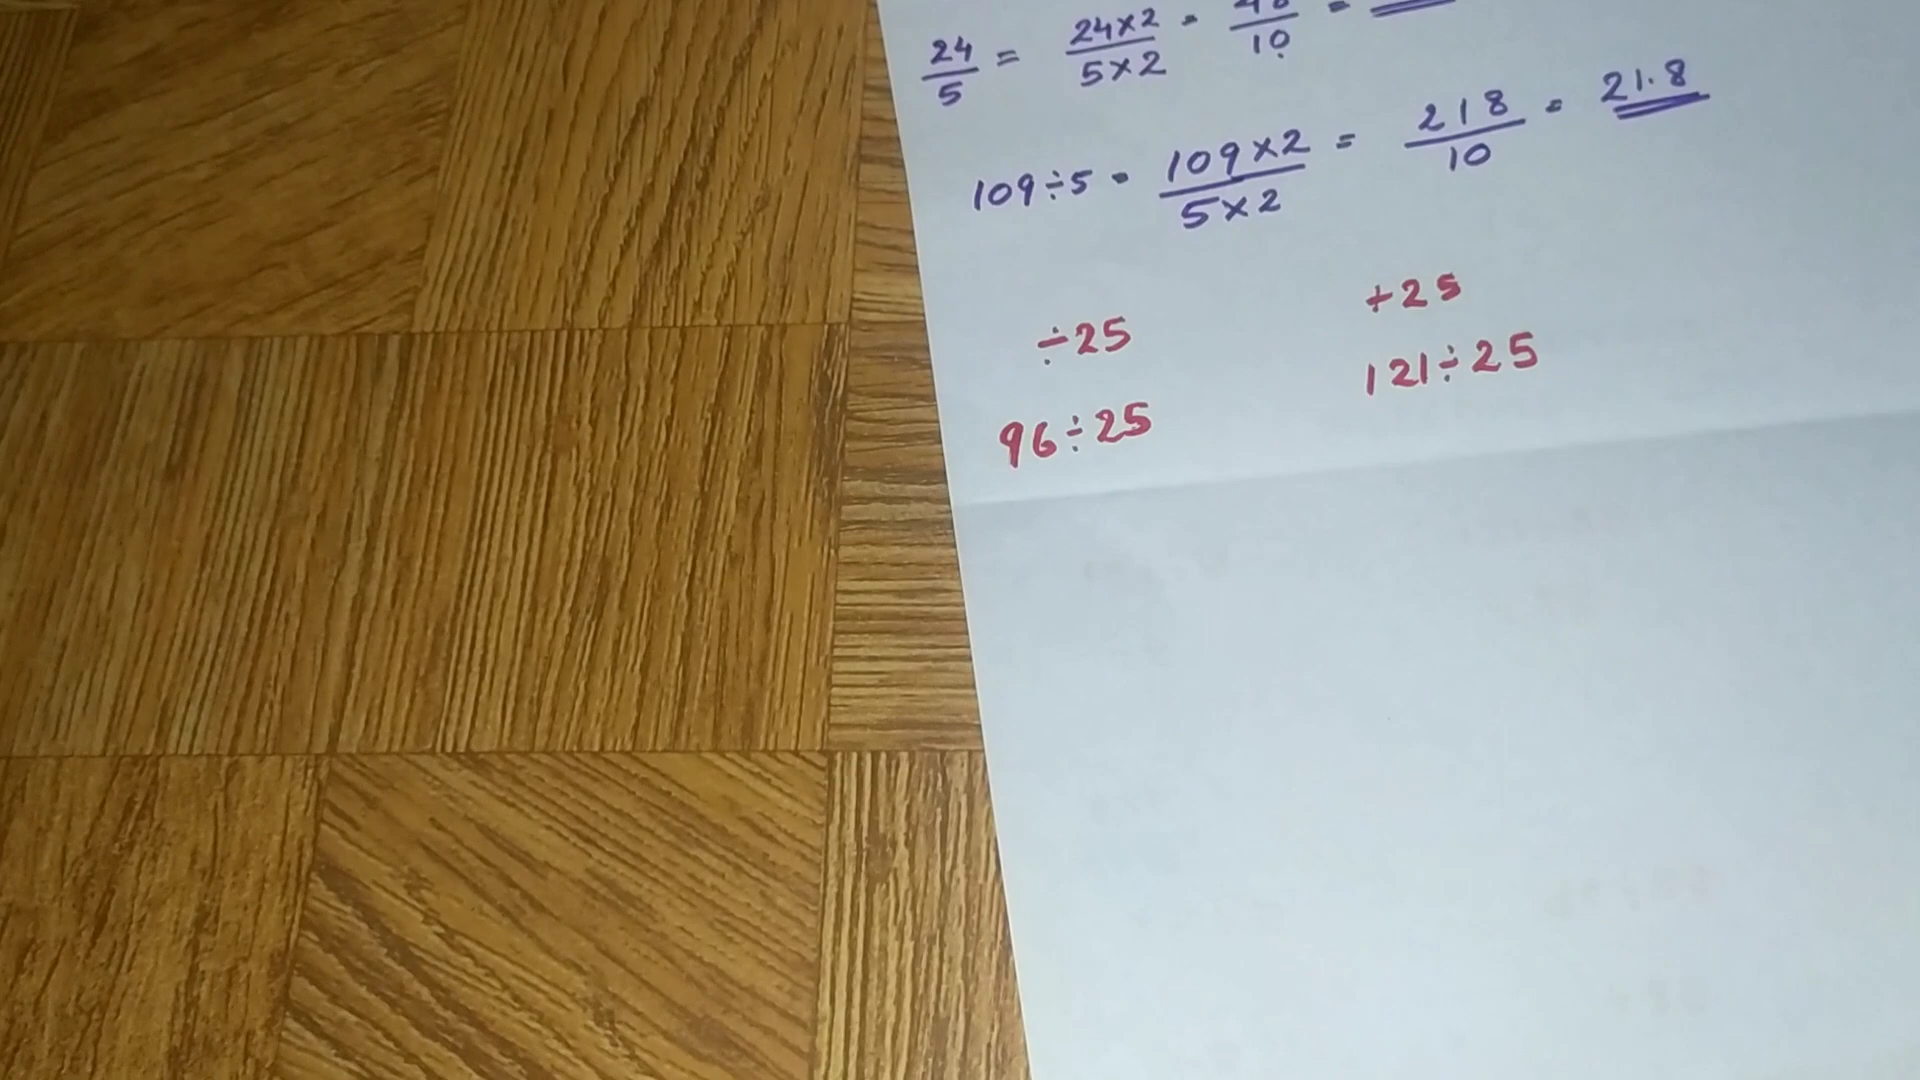 24/5 = 24×2/5×2 = 48/10 =
109÷5 = 109×2/5×2 = 218/10 = 21.8
÷25
÷25
96÷25
121÷25